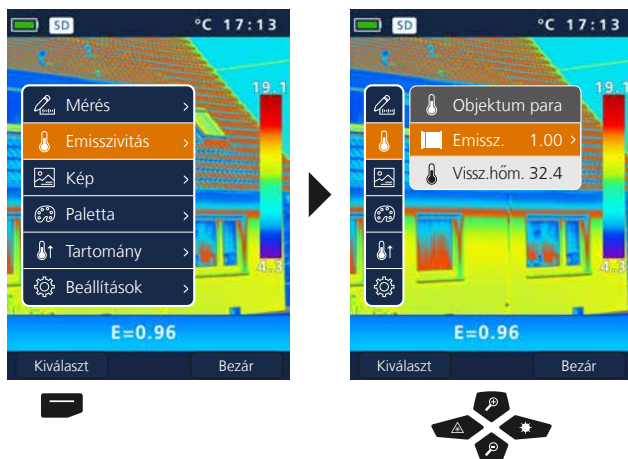 SD °C 17:13
19.1
Mérés
Emisszivitás
Kép
Paletta
Tartomány
Beállítások
4.3
E=0.96
Kiválaszt Bezár
SD °C 17:13
19.1
Objektum para
Emissz. 1.00
Vissz.hőm. 32.4
4.3
E=0.96
Kiválaszt Bezár